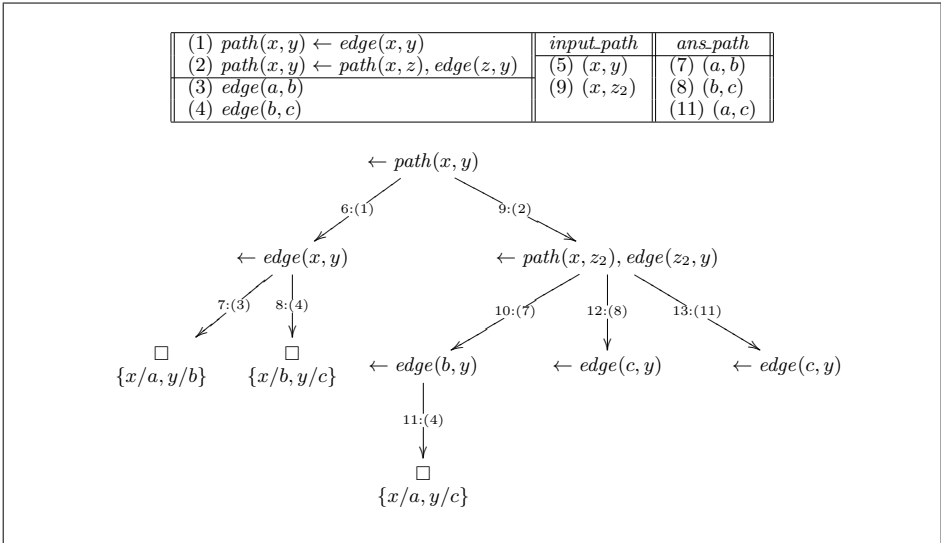 (1) path(x, y) ← edge(x, y) input_path ans_path
(2) path(x, y) ← path(x, z), edge(z, y) (5) (x, y) (7) (a, b)
(3) edge(a, b) (9) (x, z₂) (8) (b, c)
(4) edge(b, c) (11) (a, c)
← path(x, y)
6:(1) 9:(2)
← edge(x, y) ← path(x, z₂), edge(z₂, y)
7:(3) 8:(4) 10:(7) 12:(8) 13:(11)
□ □ ← edge(b, y) ← edge(c, y) ← edge(c, y)
{x/a, y/b} {x/b, y/c}
11:(4)
□
{x/a, y/c}